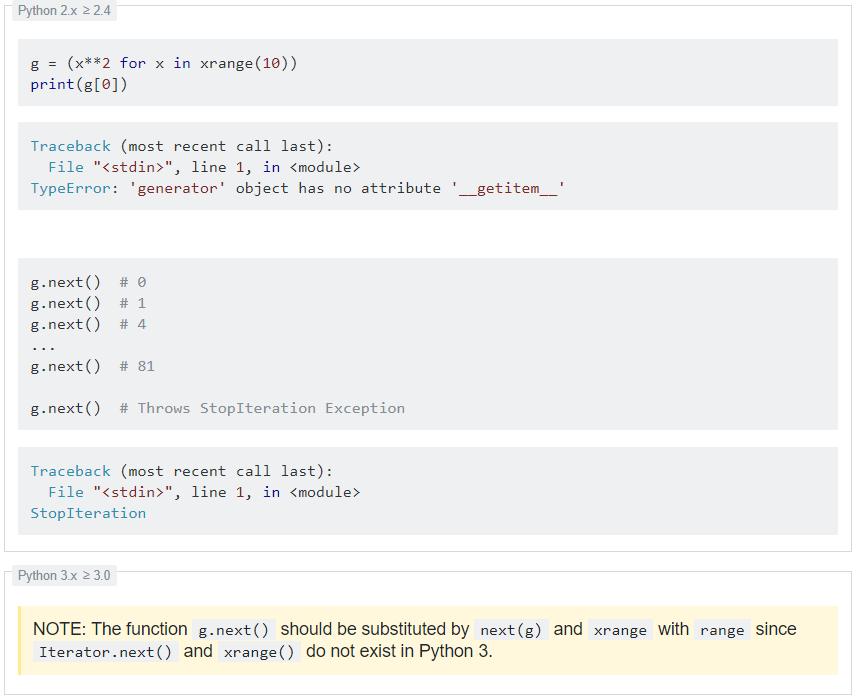 Python 2.x ≥ 2.4
g = (x**2 for x in xrange(10))
print(g[0])
Traceback (most recent call last):
  File "<stdin>", line 1, in <module>
TypeError: 'generator' object has no attribute '__getitem__'
g.next()  # 0
g.next()  # 1
g.next()  # 4
...
g.next()  # 81
g.next()  # Throws StopIteration Exception
Traceback (most recent call last):
  File "<stdin>", line 1, in <module>
StopIteration
Python 3.x ≥ 3.0
NOTE: The function g.next() should be substituted by next(g) and xrange with range since
Iterator.next() and xrange() do not exist in Python 3.